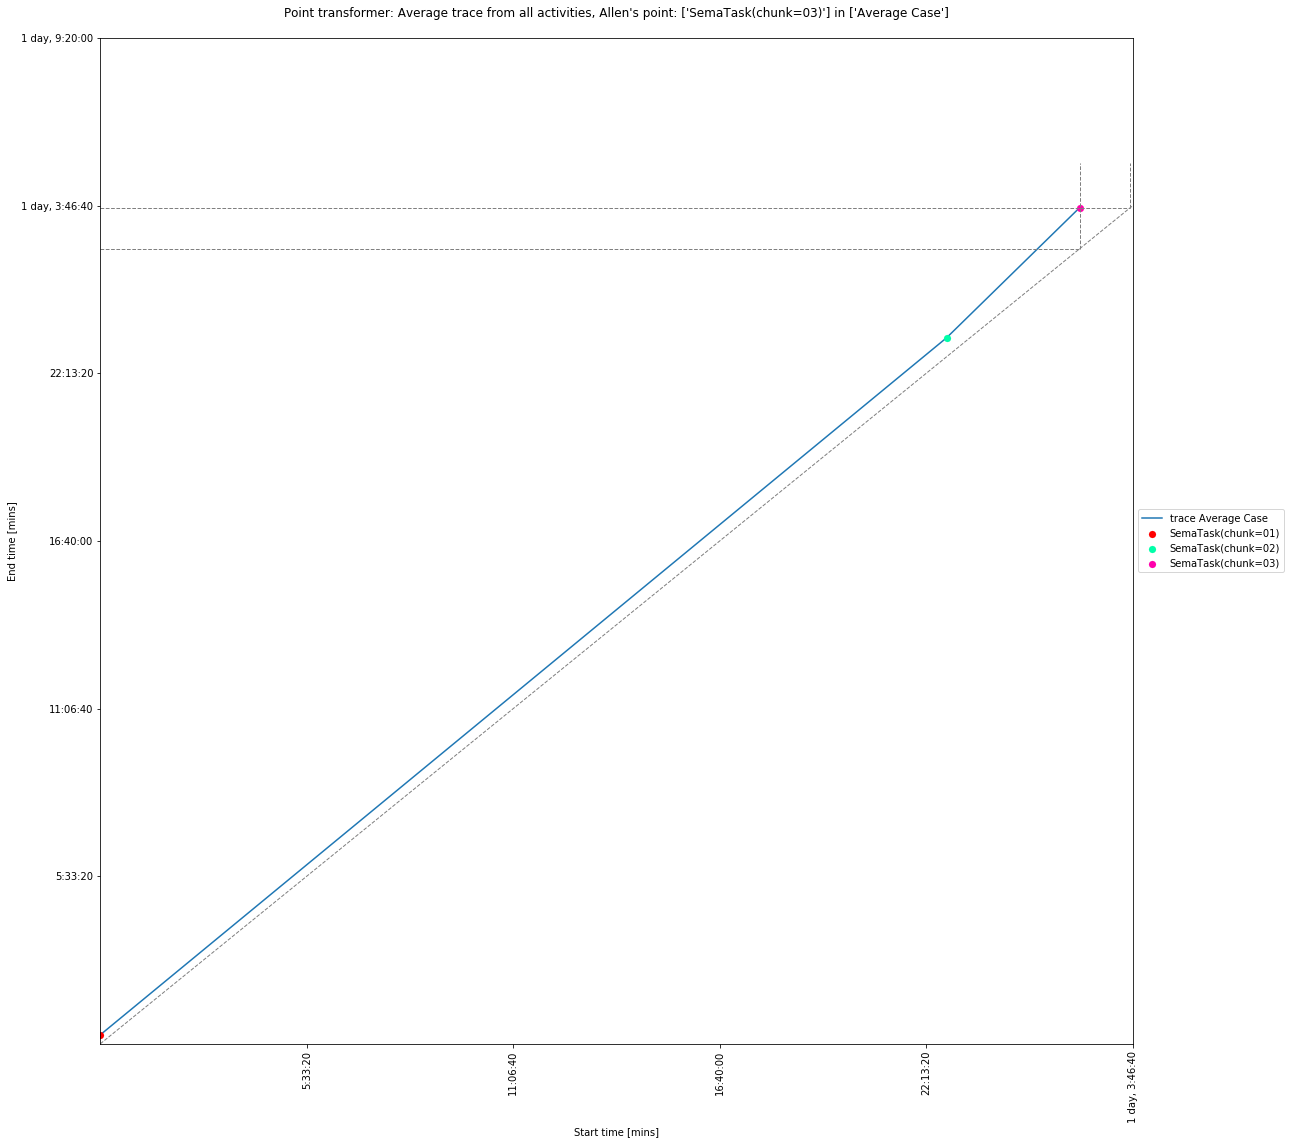 Point transformer: Average trace from all activities, Allen's point: ['SemaTask(chunk=03)'] in ['Average Case']
1 day, 9:20:00
1 day, 3:46:40
22:13:20
16:40:00
11:06:40
5:33:20
End time [mins]
trace Average Case
SemaTask(chunk=01)
SemaTask(chunk=02)
SemaTask(chunk=03)
5:33:20
11:06:40
16:40:00
22:13:20
1 day, 3:46:40
Start time [mins]